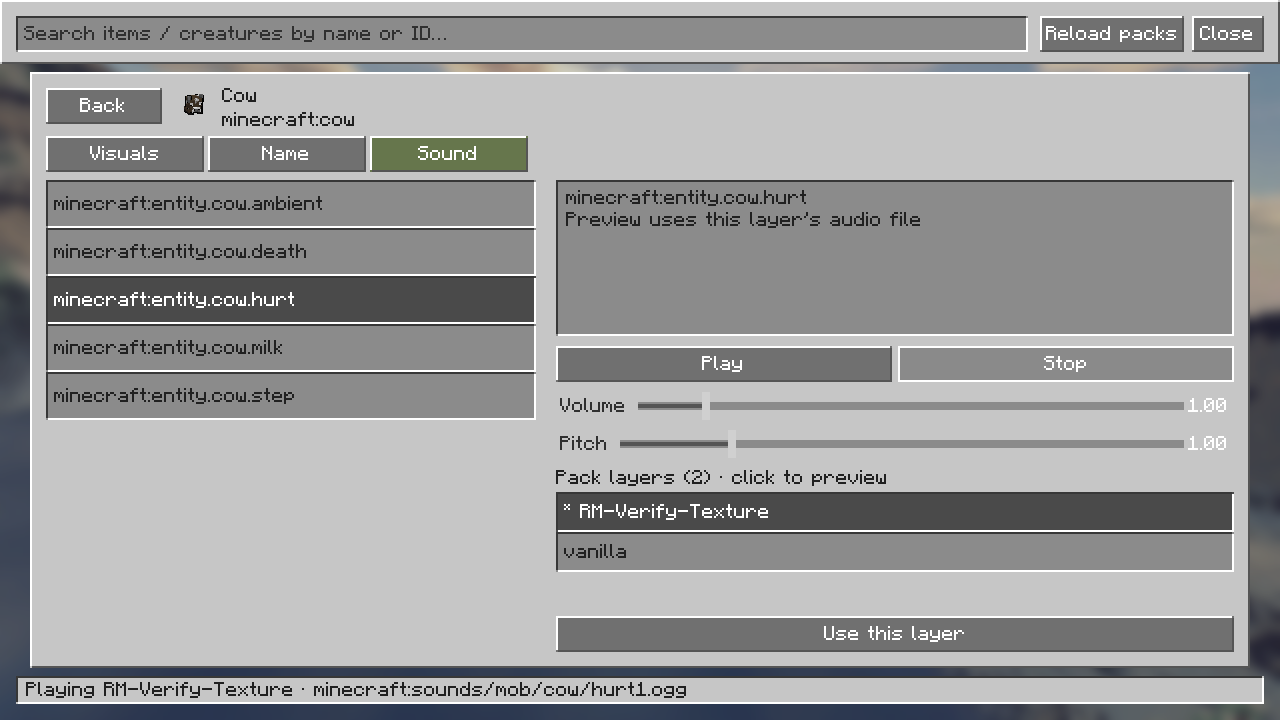 Search items / creatures by name or ID...
Reload packs
Close
Back
Cow
minecraft:cow
Visuals
Name
Sound
minecraft:entity.cow.ambient
minecraft:entity.cow.death
minecraft:entity.cow.hurt
minecraft:entity.cow.milk
minecraft:entity.cow.step
minecraft:entity.cow.hurt
Preview uses this layer's audio file
Play
Stop
Volume
1.00
Pitch
1.00
Pack layers (2) · click to preview
* RM-Verify-Texture
vanilla
Use this layer
Playing RM-Verify-Texture · minecraft:sounds/mob/cow/hurt1.ogg